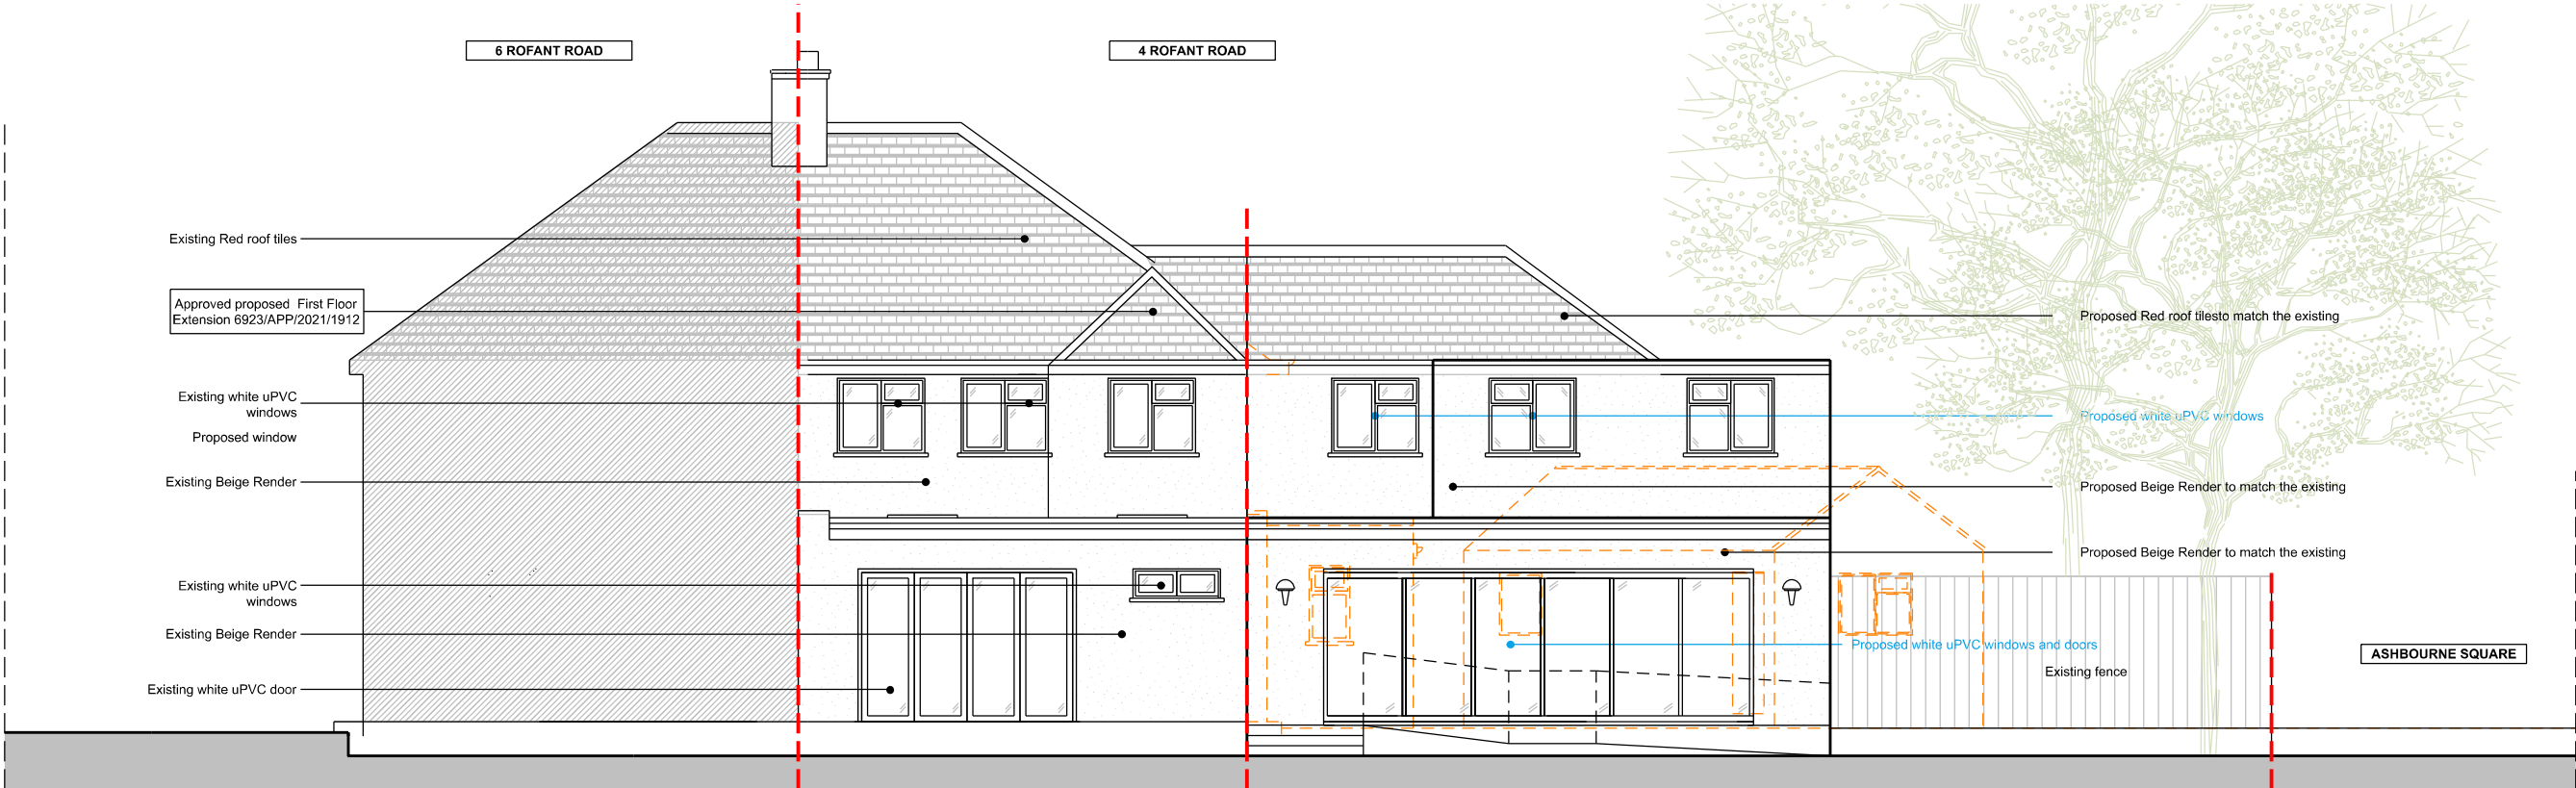 6 ROFANT ROAD
4 ROFANT ROAD
Existing Red roof tiles
Approved proposed First Floor
Extension 6923/APP/2021/1912
Existing white uPVC
windows
Proposed window
Existing Beige Render
Existing white uPVC
windows
Existing Beige Render
Existing white uPVC door
Proposed Red roof tilesto match the existing
Proposed white uPVC windows
Proposed Beige Render to match the existing
Proposed Beige Render to match the existing
Proposed white uPVC windows and doors
Existing fence
ASHBOURNE SQUARE